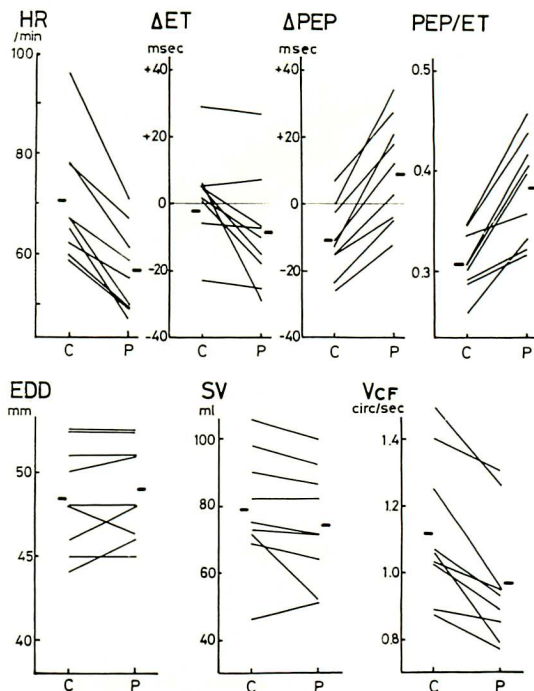 HR
/min
100
80
60
C
P
ΔET
msec
+40
+20
0
-20
-40
C
P
ΔPEP
msec
+40
+20
0
-20
-40
C
P
PEP/ET
0.5
0.4
0.3
C
P
EDD
mm
50
45
40
38
C
P
SV
ml
100
80
60
40
30
C
P
VCF
circ/sec
1.4
1.2
1.0
0.8
C
P